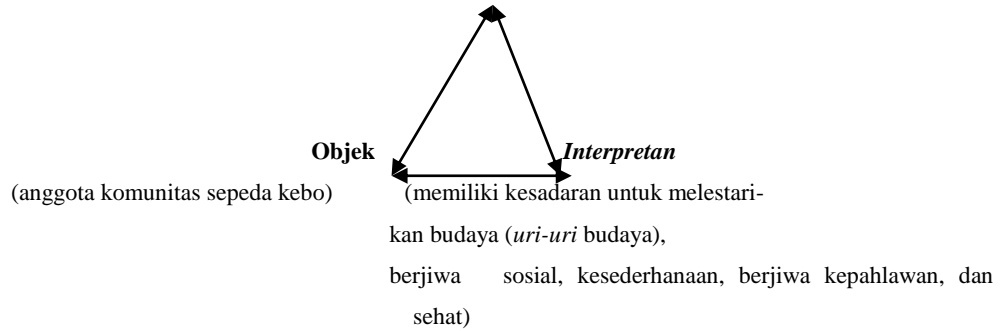 Objek Interpretan
(anggota komunitas sepeda kebo) (memiliki kesadaran untuk melestari-
kan budaya (uri-uri budaya),
berjiwa sosial, kesederhanaan, berjiwa kepahlawan, dan
sehat)